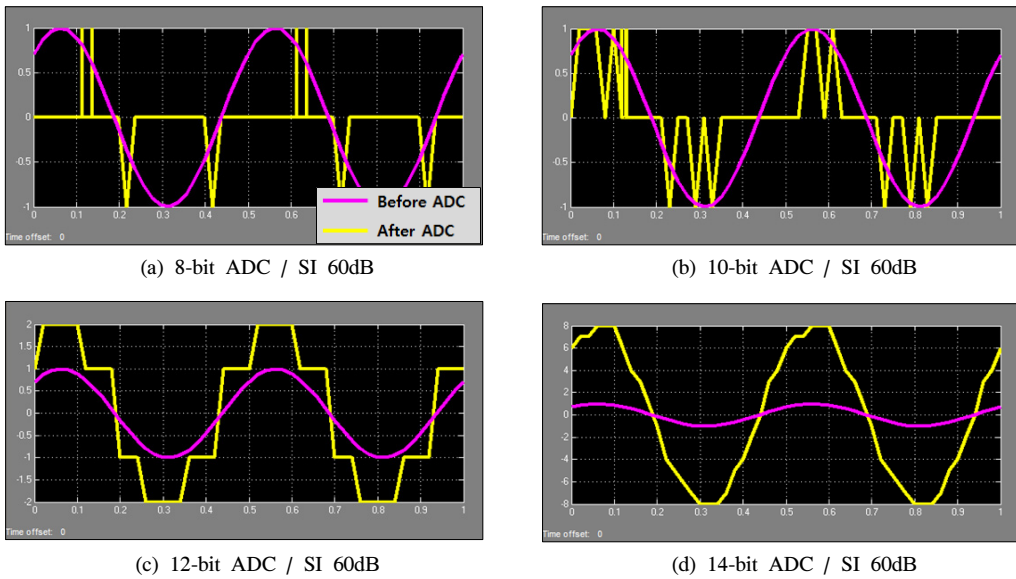 1
0.5
0
-0.5
-1
0 0.1 0.2 0.3 0.4 0.5 0.6
Time offset: 0
Before ADC
After ADC
(a) 8-bit ADC / SI 60dB
1
0.5
0
-0.5
-1
0 0.1 0.2 0.3 0.4 0.5 0.6 0.7 0.8 0.9 1
Time offset: 0
(b) 10-bit ADC / SI 60dB
2
1.5
1
0.5
0
-0.5
-1
-1.5
-2
0 0.1 0.2 0.3 0.4 0.5 0.6 0.7 0.8 0.9 1
Time offset: 0
(c) 12-bit ADC / SI 60dB
8
6
4
2
0
-2
-4
-6
-8
0 0.1 0.2 0.3 0.4 0.5 0.6 0.7 0.8 0.9 1
Time offset: 0
(d) 14-bit ADC / SI 60dB